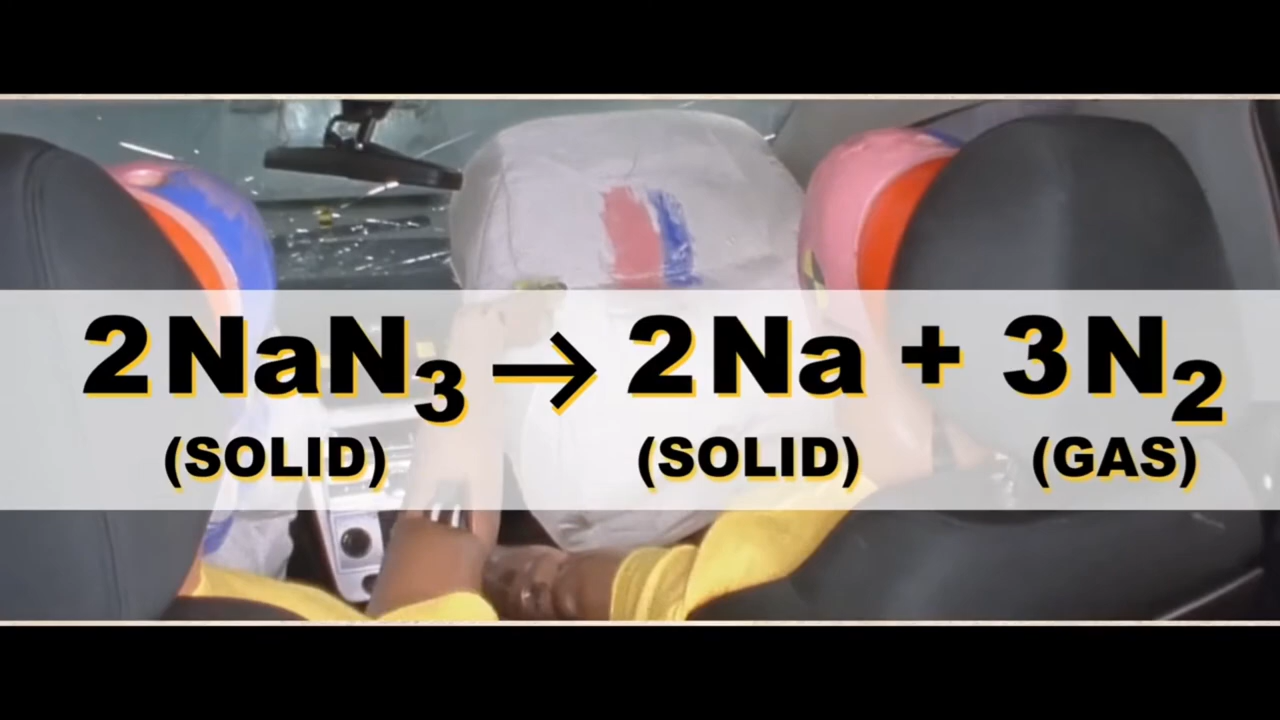 2NaN₃ → 2Na + 3N₂
(SOLID) (SOLID) (GAS)